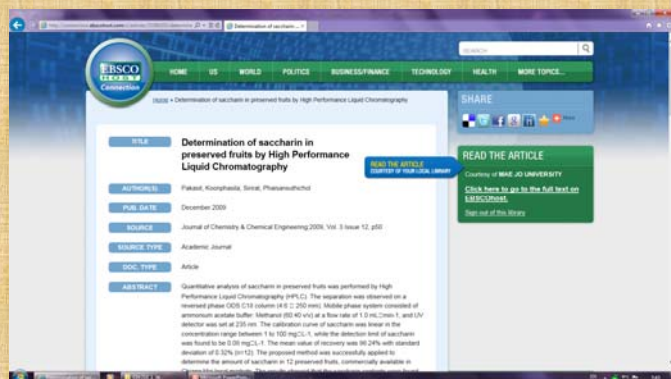 Determination of saccharin ... ×
EBSCO
HOST
Connection
HOME US WORLD POLITICS BUSINESS/FINANCE TECHNOLOGY HEALTH MORE TOPICS...
SEARCH
Home » Determination of saccharin in preserved fruits by High Performance Liquid Chromatography
TITLE
Determination of saccharin in
preserved fruits by High Performance
Liquid Chromatography
AUTHOR(S)
PUB. DATE
December 2009
SOURCE
Journal of Chemistry & Chemical Engineering;2009, Vol. 3 Issue 12, p50
SOURCE TYPE
Academic Journal
DOC. TYPE
Article
ABSTRACT
Quantitative analysis of saccharin in preserved fruits was performed by High
Performance Liquid Chromatography (HPLC). The separation was observed on a
reversed phase ODS C18 column (4.6 250 mm). Mobile phase system consisted of
ammonium acetate buffer: Methanol (60:40 v/v) at a flow rate of 1.0 and UV
detector was set at 235 nm. The calibration curve of saccharin was linear in the
concentration range between 1 to 100 while the detection limit of saccharin
was found to be The mean value of recovery was 96.24% with standard
deviation of 0.32% (n=12). The proposed method was successfully applied to
determine the amount of saccharin in 12 preserved fruits, commercially available in
SHARE
More
READ THE ARTICLE
COURTESY OF YOUR LOCAL LIBRARY
READ THE ARTICLE
Courtesy of MAE JO UNIVERSITY
Click here to go to the full text on
EBSCOhost.
Sign out of this library